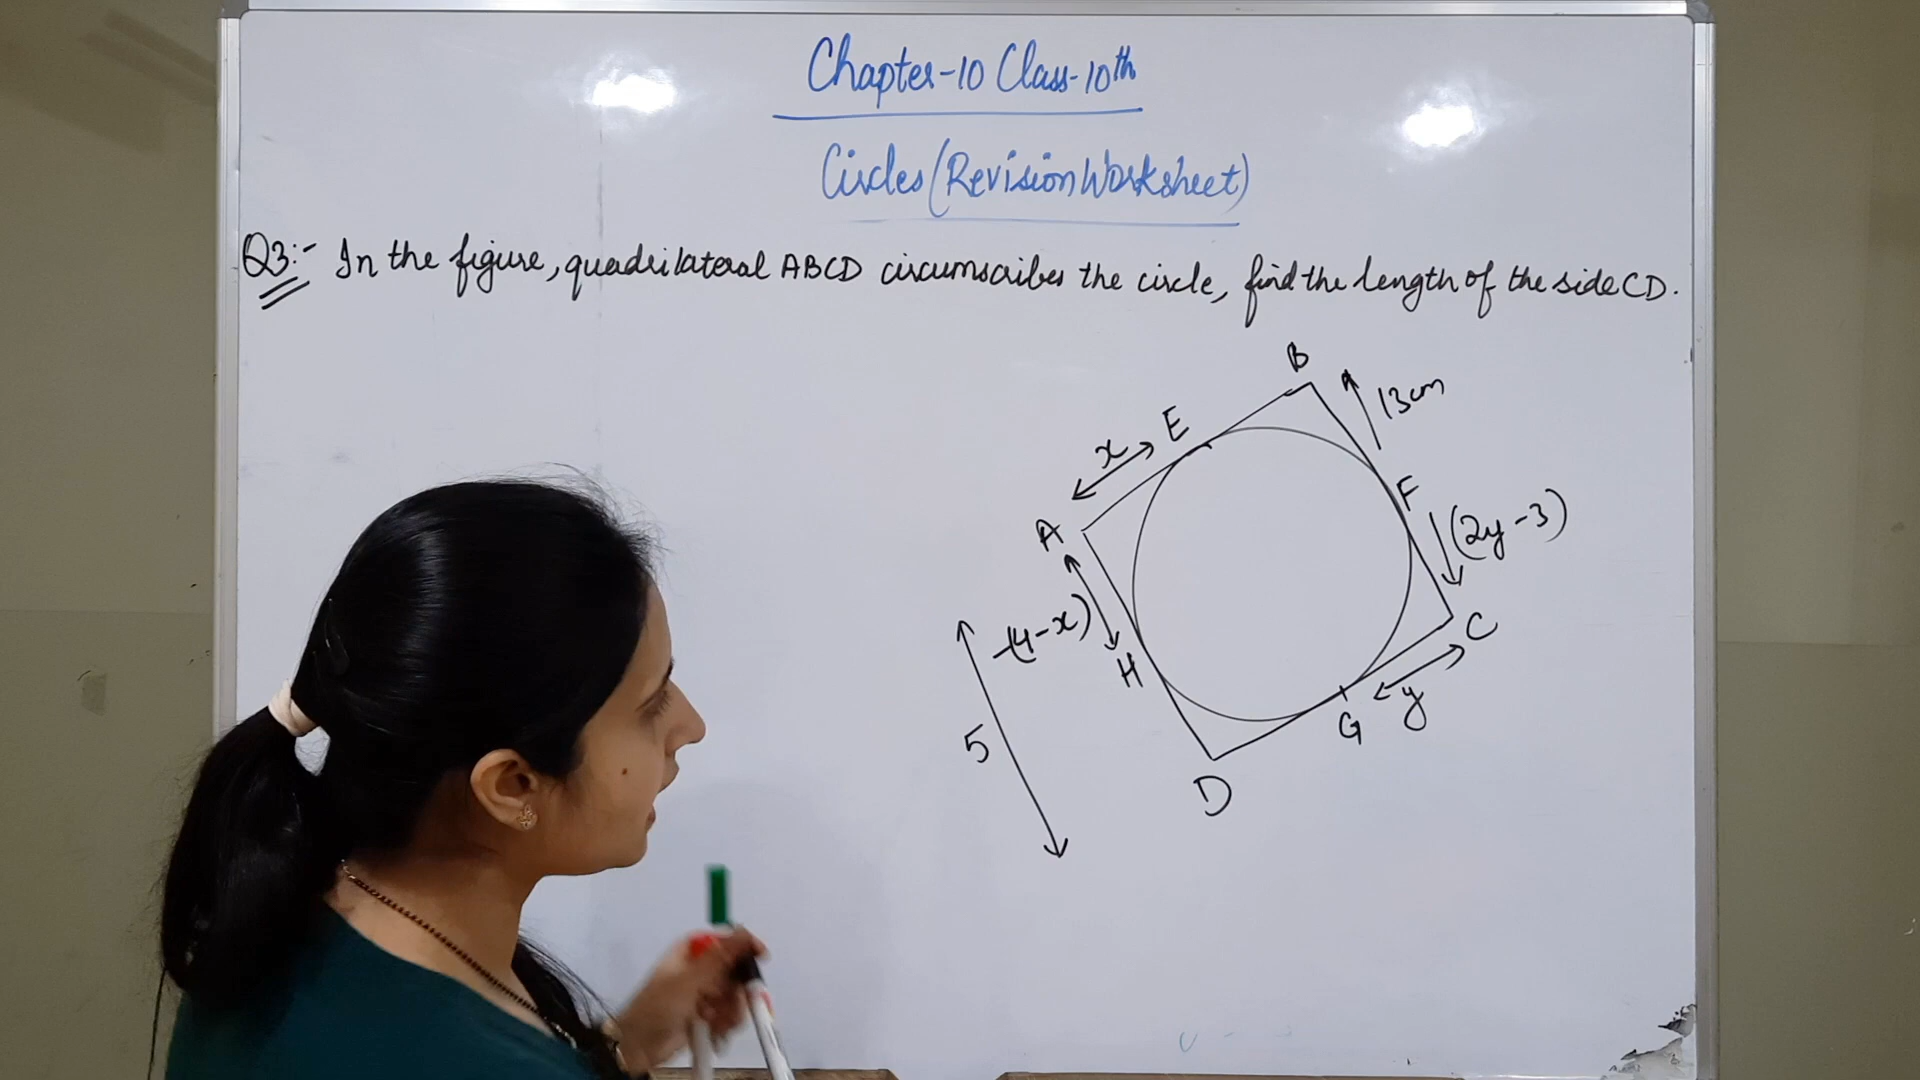 Chapter-10 Class-10th
Circles (Revision Worksheet)
Q3:- In the figure, quadrilateral ABCD circumscribes the circle, find the length of the side CD.
B
13cm
E
x
A
F
(2y-3)
(4-x)
H
C
y
G
5
D